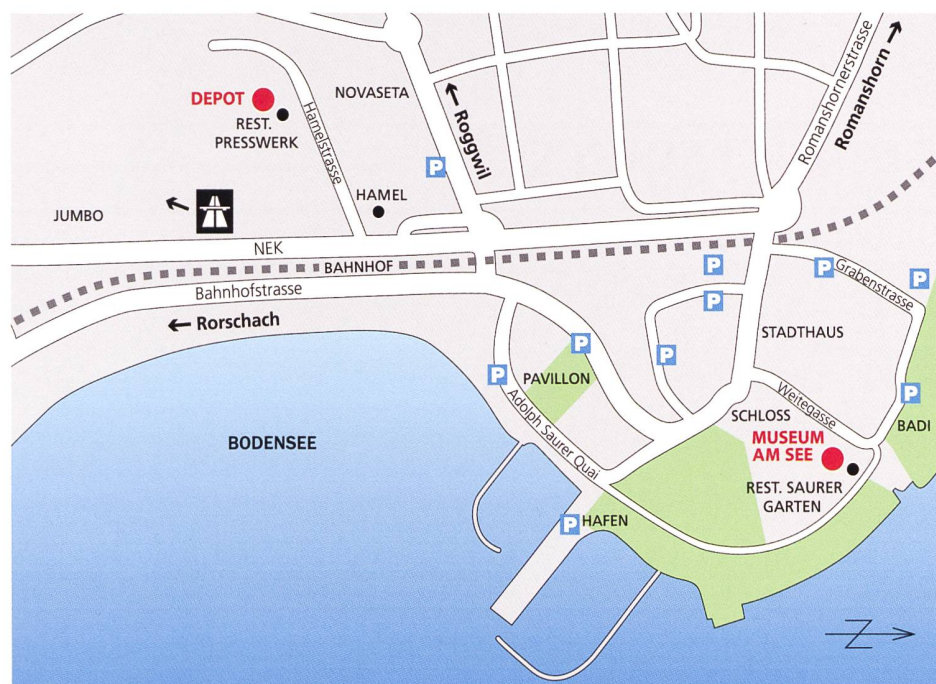 DEPOT
REST.
PRESSWERK
Hamelstrasse
NOVASETA
Roggwil
Romanshornerstrasse
Romanshorn
P
HAMEL
JUMBO
NEK
BAHNHOF
Bahnhofstrasse
Rorschach
P
P
P
Grabenstrasse
P
STADTHAUS
P
P
P
PAVILLON
Adolph Saurer Quai
Weitegasse
P
BADI
SCHLOSS
MUSEUM
AM SEE
REST. SAURER
GARTEN
BODENSEE
P
HAFEN
Z